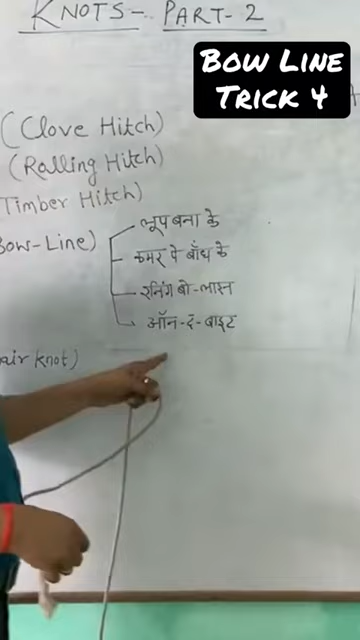 KNOTS - PART-2
BOW LINE
TRICK 4
(Clove Hitch)
(Rolling Hitch)
Timber Hitch)
Bow-Line)
लूप बना के
कमर पे बाँध के
रनिंग बो-लाइन
ऑन-द-बाइट
air knot)